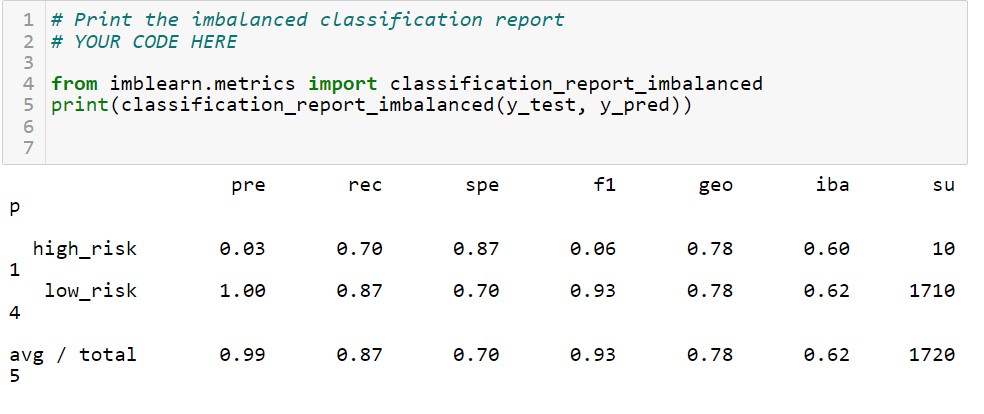 1 # Print the imbalanced classification report
2 # YOUR CODE HERE
3
4 from imblearn.metrics import classification_report_imbalanced
5 print(classification_report_imbalanced(y_test, y_pred))
6
7
pre rec spe f1 geo iba su
p
high_risk 0.03 0.70 0.87 0.06 0.78 0.60 10
1
low_risk 1.00 0.87 0.70 0.93 0.78 0.62 1710
4
avg / total 0.99 0.87 0.70 0.93 0.78 0.62 1720
5